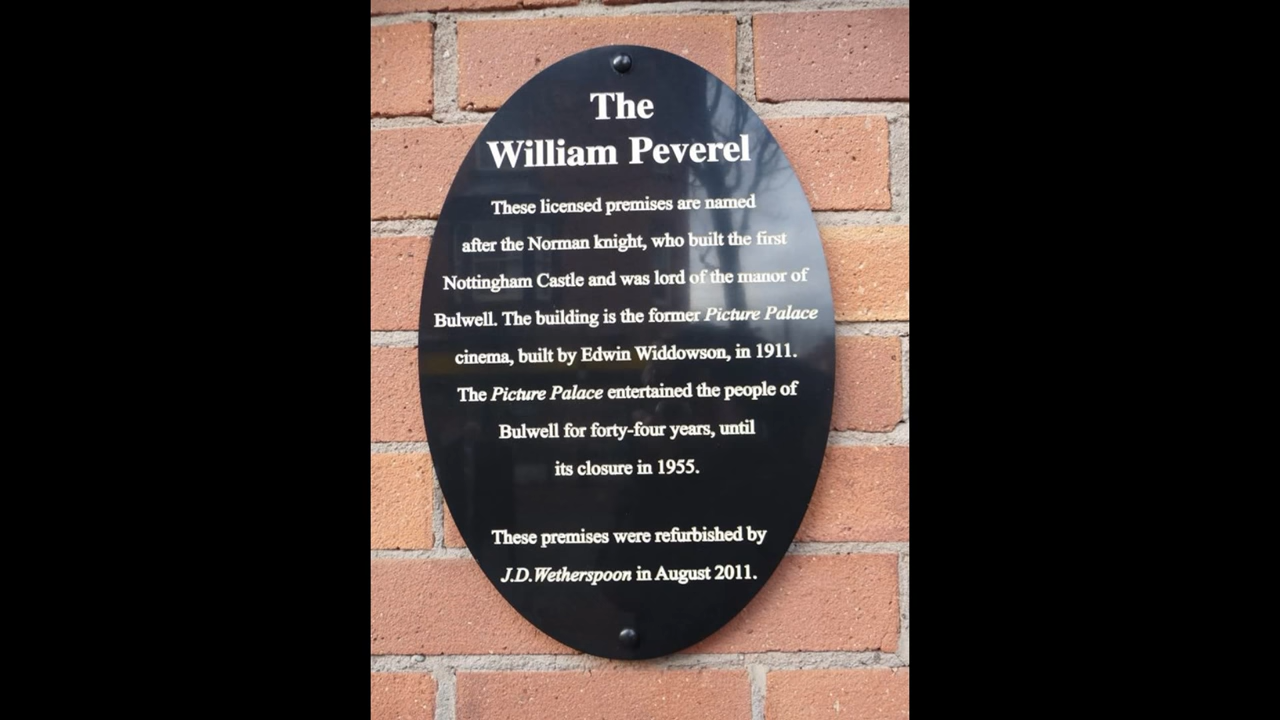 The
William Peverel
These licensed premises are named
after the Norman knight, who built the first
Nottingham Castle and was lord of the manor of
Bulwell. The building is the former Picture Palace
cinema, built by Edwin Widdowson, in 1911.
The Picture Palace entertained the people of
Bulwell for forty-four years, until
its closure in 1955.
These premises were refurbished by
J.D.Wetherspoon in August 2011.